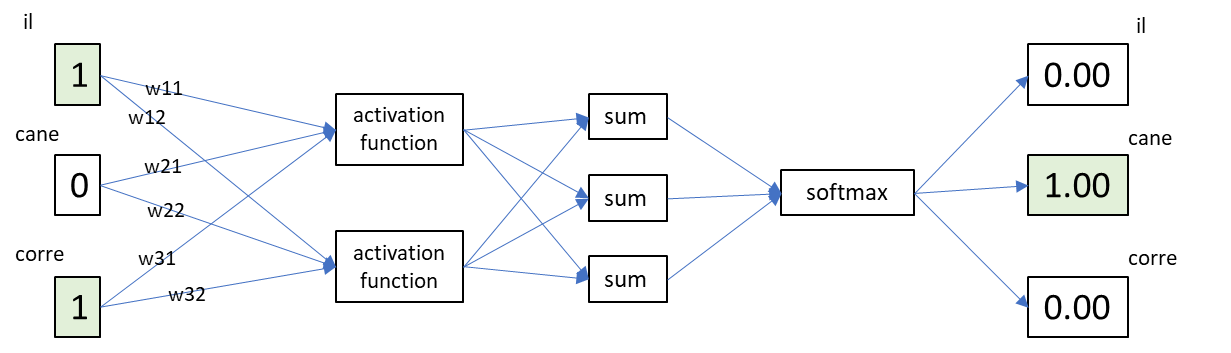 il
1
w11
w12
cane
0
w21
w22
corre
1
w31
w32
activation
function
activation
function
sum
sum
sum
softmax
il
0.00
cane
1.00
corre
0.00